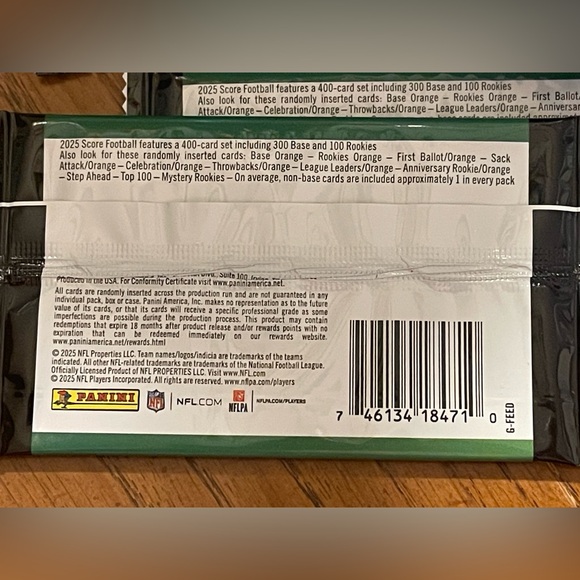 2025 Score Football features a 400-card set including 300 Base and 100 Rookies
Also look for these randomly inserted cards: Base Orange – Rookies Orange – First Ballot/
Attack/Orange – Celebration/Orange – Throwbacks/Orange – League Leaders/Orange – Anniversar
2025 Score Football features a 400-card set including 300 Base and 100 Rookies
Also look for these randomly inserted cards: Base Orange – Rookies Orange – First Ballot/Orange – Sack
Attack/Orange – Celebration/Orange – Throwbacks/Orange – League Leaders/Orange – Anniversary Rookie/Orange
– Step Ahead – Top 100 – Mystery Rookies – On average, non-base cards are included approximately 1 in every pack
Produced in the USA. For Conformity Certificate visit www.paniniamerica.net.
All cards are randomly inserted across the production run and are not guaranteed in any
individual pack, box or case. Panini America, Inc. makes no representation as to the future
value of its cards, or that its cards will receive a specific professional grade as some
imperfections are possible during the production process. This product may contain
redemptions that expire 18 months after product release and/or rewards points with no
expiration that can be redeemed immediately on our rewards website.
www.paniniamerica.net/rewards.html
© 2025 NFL Properties LLC. Team names/logos/indicia are trademarks of the teams
indicated. All other NFL-related trademarks are trademarks of the National Football League.
Officially Licensed Product of NFL PROPERTIES LLC. Visit www.NFL.com
© 2025 NFL Players Incorporated. All rights are reserved. www.nflpa.com/players
PANINI NFL | NFL.COM NFLPA | NFLPA.COM/PLAYERS
7 46134 18471 0
G-FEED